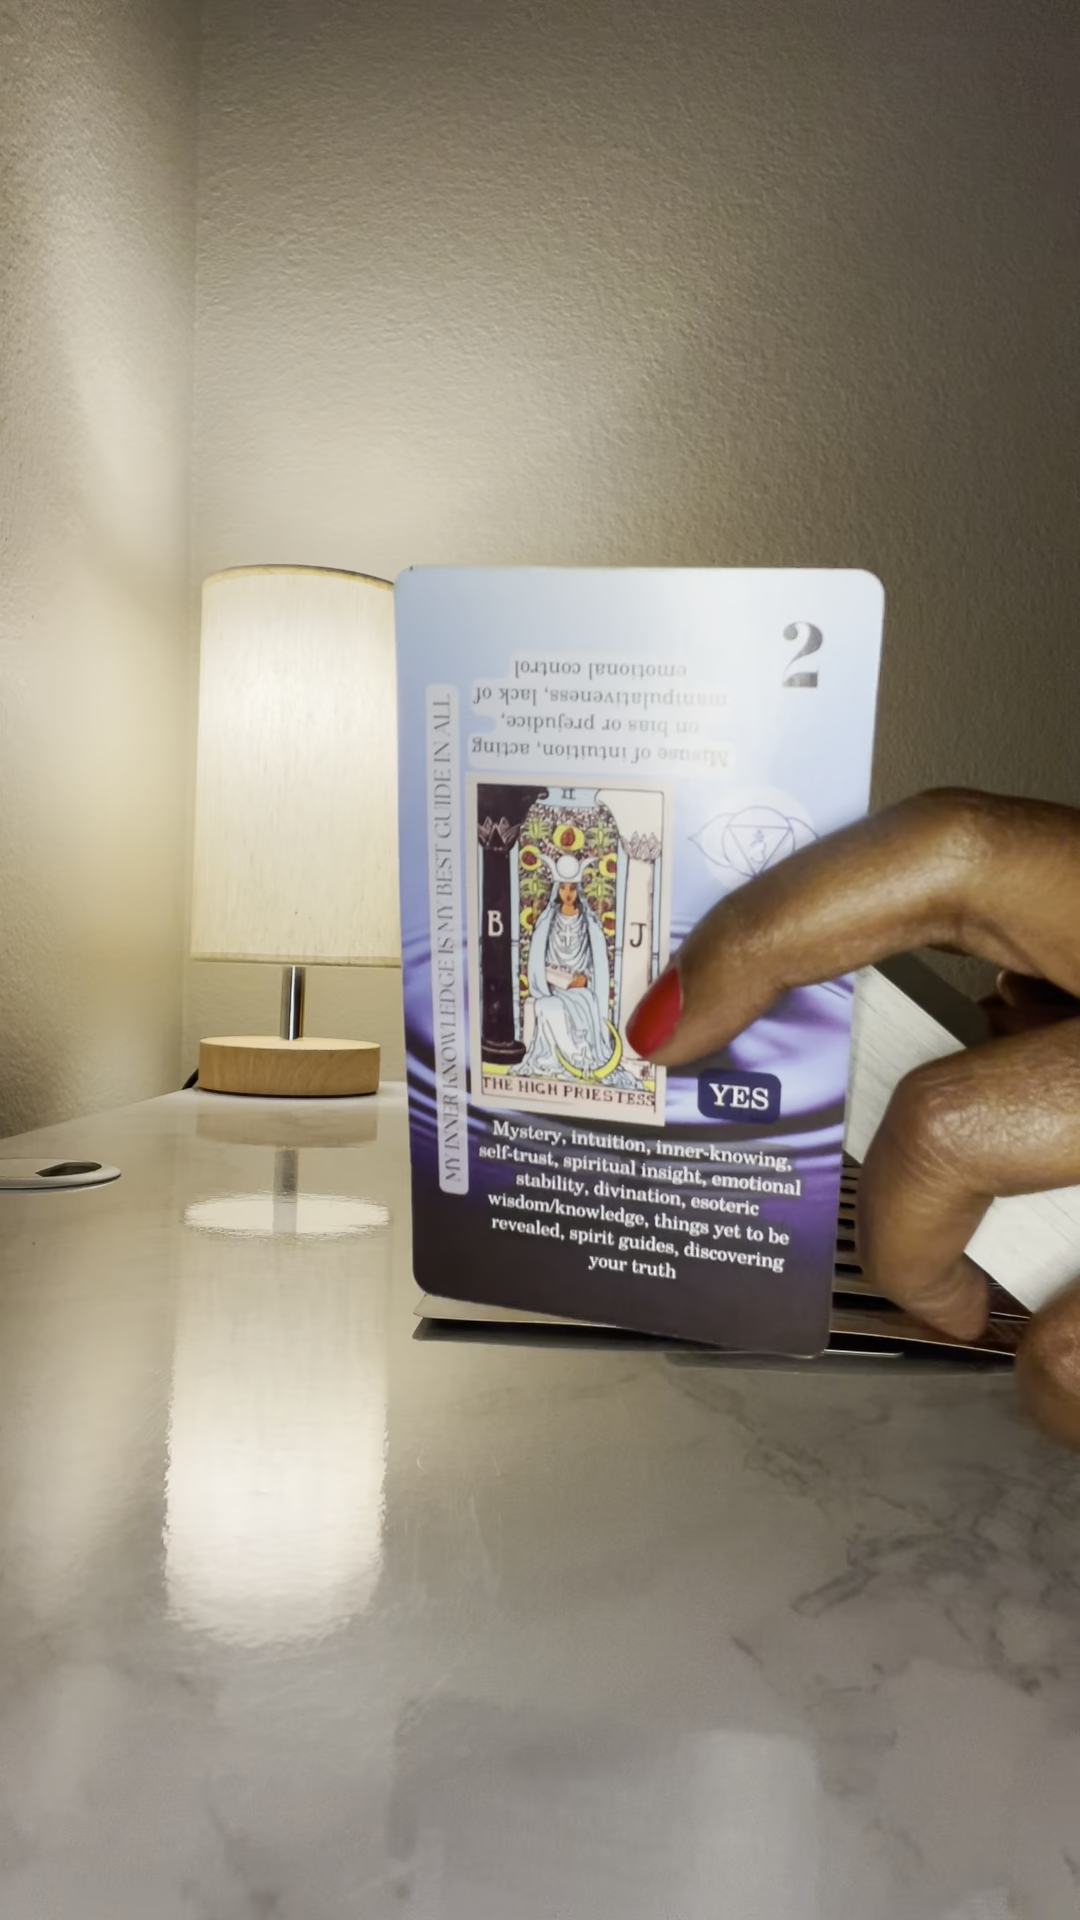 2
Misuse of intuition, acting
on bias or prejudice,
manipulativeness, lack of
emotional control
MY INNER KNOWLEDGE IS MY BEST GUIDE IN ALL
II
B
J
THE HIGH PRIESTESS
YES
Mystery, intuition, inner-knowing,
self-trust, spiritual insight, emotional
stability, divination, esoteric
wisdom/knowledge, things yet to be
revealed, spirit guides, discovering
your truth